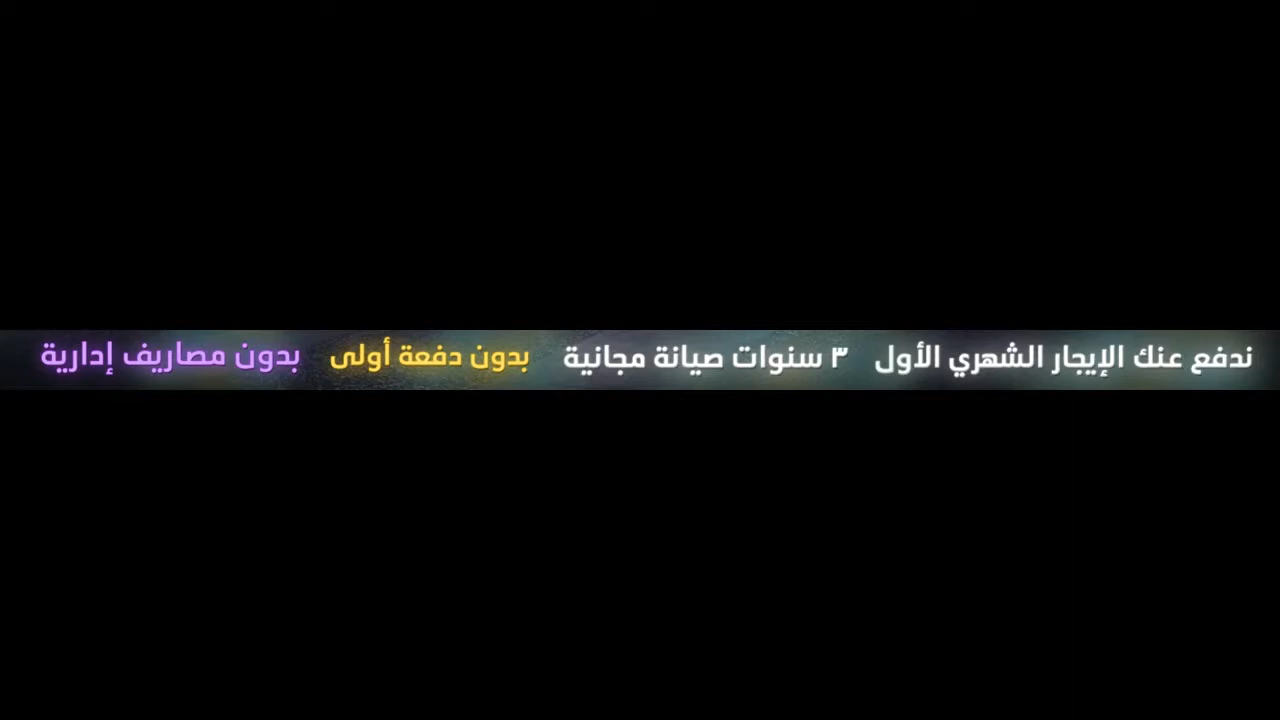 ندفع عنك الإيجار الشهري الأول ٣ سنوات صيانة مجانية بدون دفعة أولى بدون مصاريف إدارية